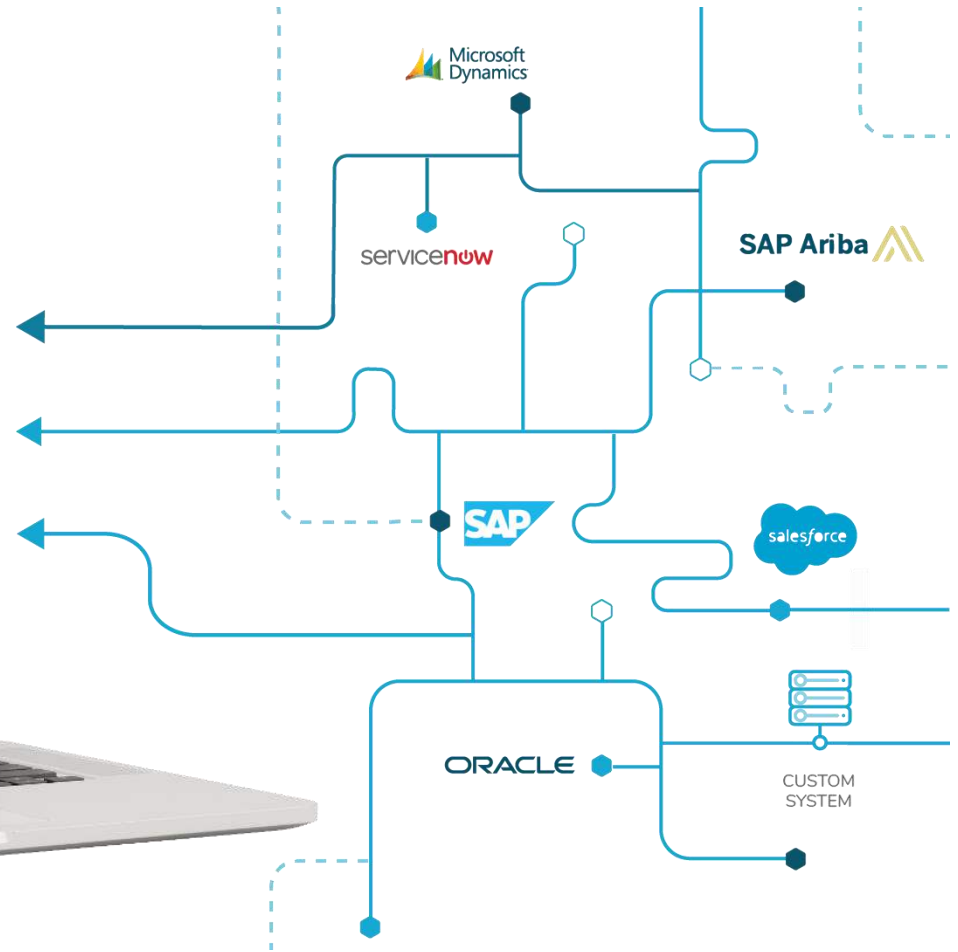 Microsoft
Dynamics
servicenow
SAP Ariba
SAP
salesforce
ORACLE
CUSTOM
SYSTEM